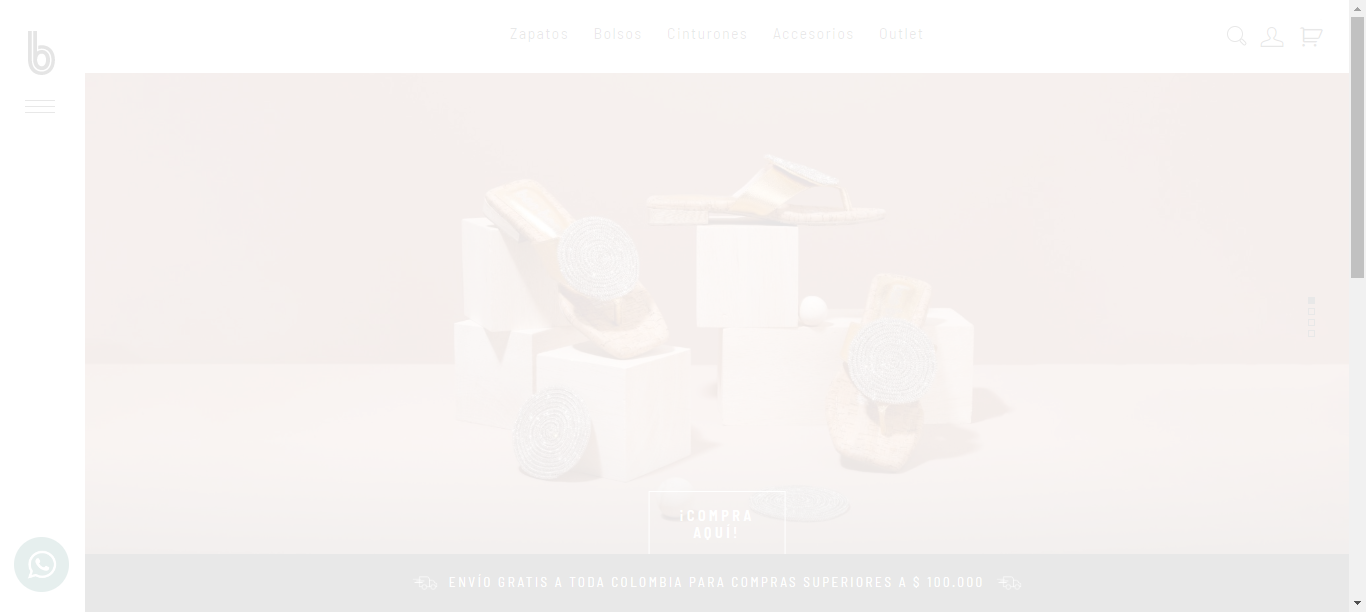 b
Zapatos Bolsos Cinturones Accesorios Outlet
¡COMPRA
AQUÍ!
ENVÍO GRATIS A TODA COLOMBIA PARA COMPRAS SUPERIORES A $ 100.000